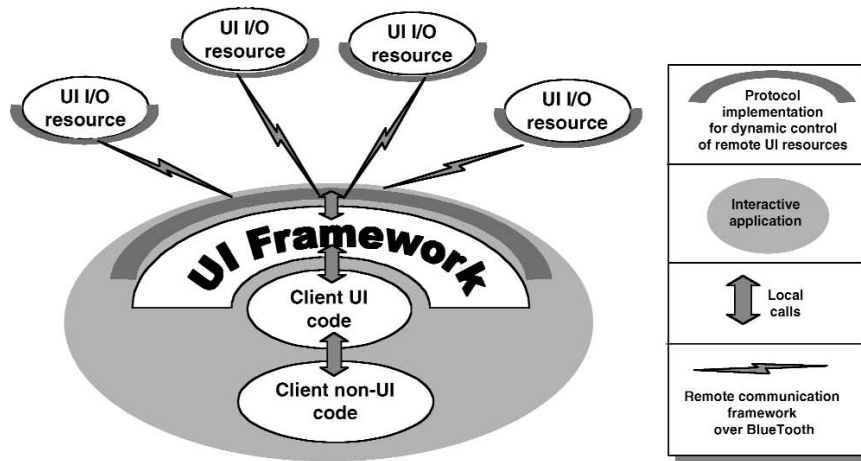 UI I/O
resource
UI I/O
resource
UI I/O
resource
UI I/O
resource
UI Framework
Client UI
code
Client non-UI
code
Protocol
implementation
for dynamic control
of remote UI resources
Interactive
application
Local
calls
Remote communication
framework
over BlueTooth